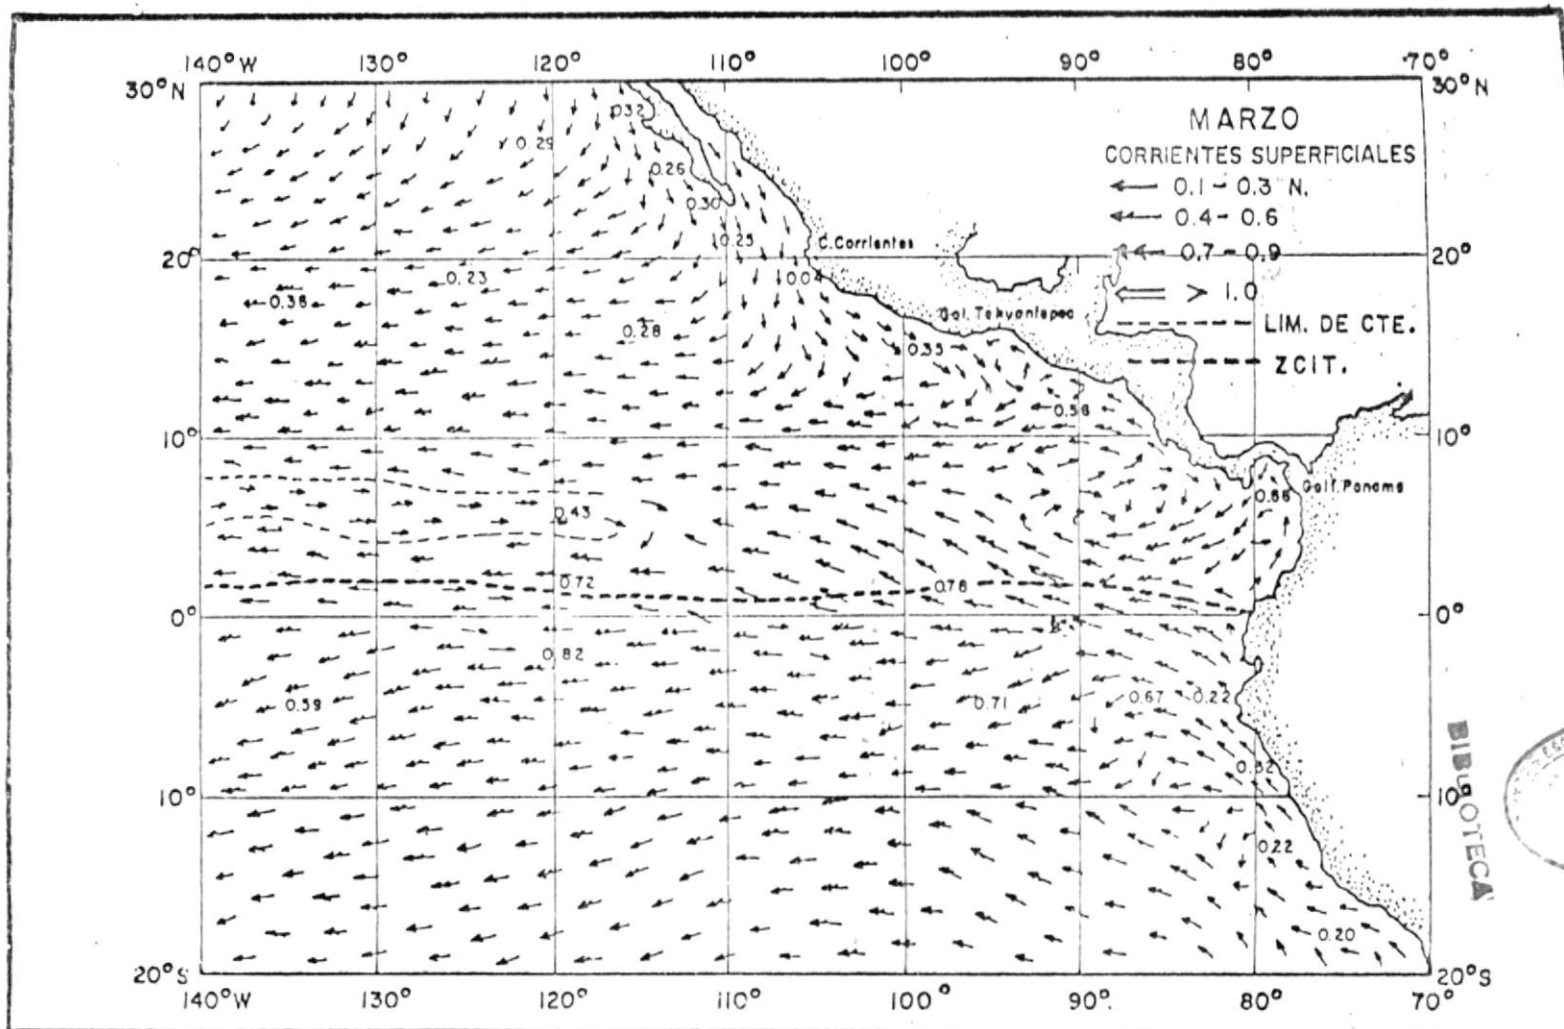 140°W 130° 120° 110° 100° 90° 80° 70°
30°N 30°N
MARZO
CORRIENTES SUPERFICIALES
0.1 - 0.3 N.
0.4 - 0.6
0.7 - 0.9
> 1.0
LIM. DE CTE.
ZCIT.
0.32
0.29
0.26
0.30
0.25
C.Corrientes
20° 20°
0.23
0.04
0.38
0.28
Gol. Tehuantepec
0.35
0.56
10° 10°
Golf. Panama
0.43
0.72
0.78
0° 0°
0.82
0.59
0.71
0.67
0.22
10° 10°
0.22
0.20
20°S 20°S
140°W 130° 120° 110° 100° 90° 80° 70°
BIBLIOTECA